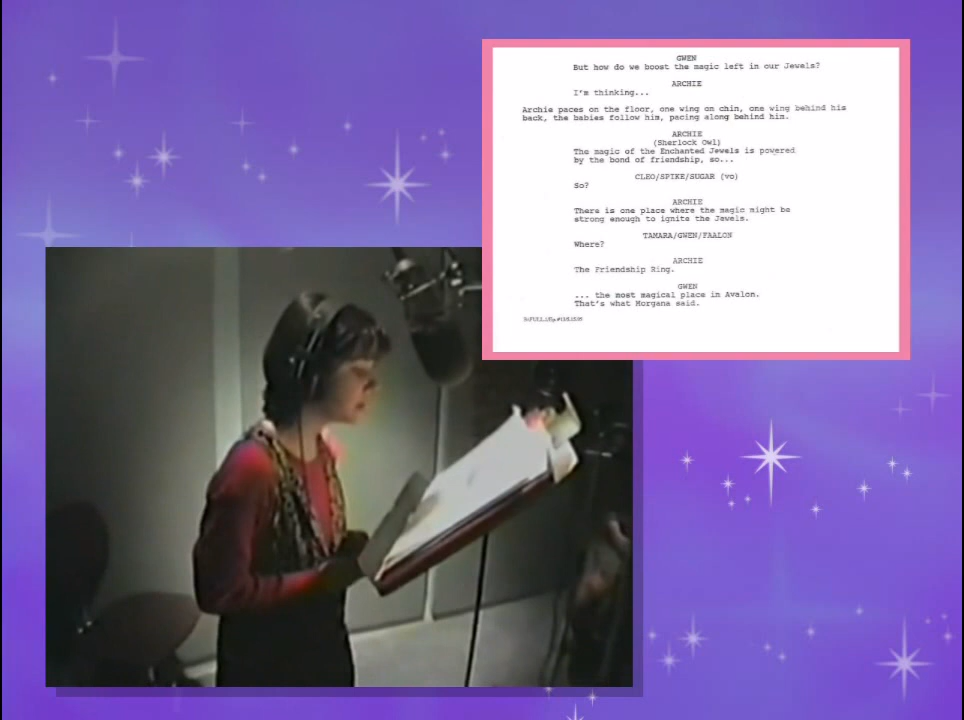 GWEN
But how do we boost the magic left in our Jewels?
ARCHIE
I'm thinking...
Archie paces on the floor, one wing on chin, one wing behind his
back, the babies follow him, pacing along behind him.
ARCHIE
(Sherlock Owl)
The magic of the Enchanted Jewels is powered
by the bond of friendship, so...
CLEO/SPIKE/SUGAR (vo)
So?
ARCHIE
There is one place where the magic might be
strong enough to ignite the Jewels.
TAMARA/GWEN/FAALON
Where?
ARCHIE
The Friendship Ring.
GWEN
... the most magical place in Avalon.
That's what Morgana said.